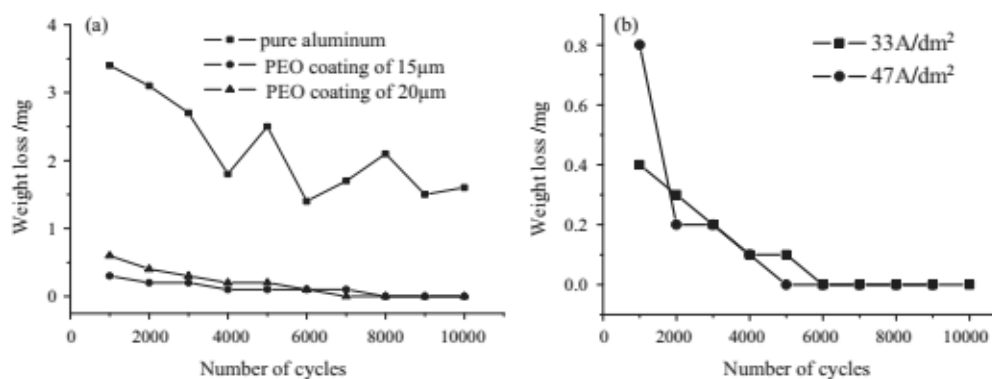 (a)
pure aluminum
PEO coating of 15μm
PEO coating of 20μm
Weight loss /mg
4
3
2
1
0
0 2000 4000 6000 8000 10000
Number of cycles
(b)
33A/dm²
47A/dm²
Weight loss /mg
0.8
0.6
0.4
0.2
0.0
0 2000 4000 6000 8000 10000
Number of cycles